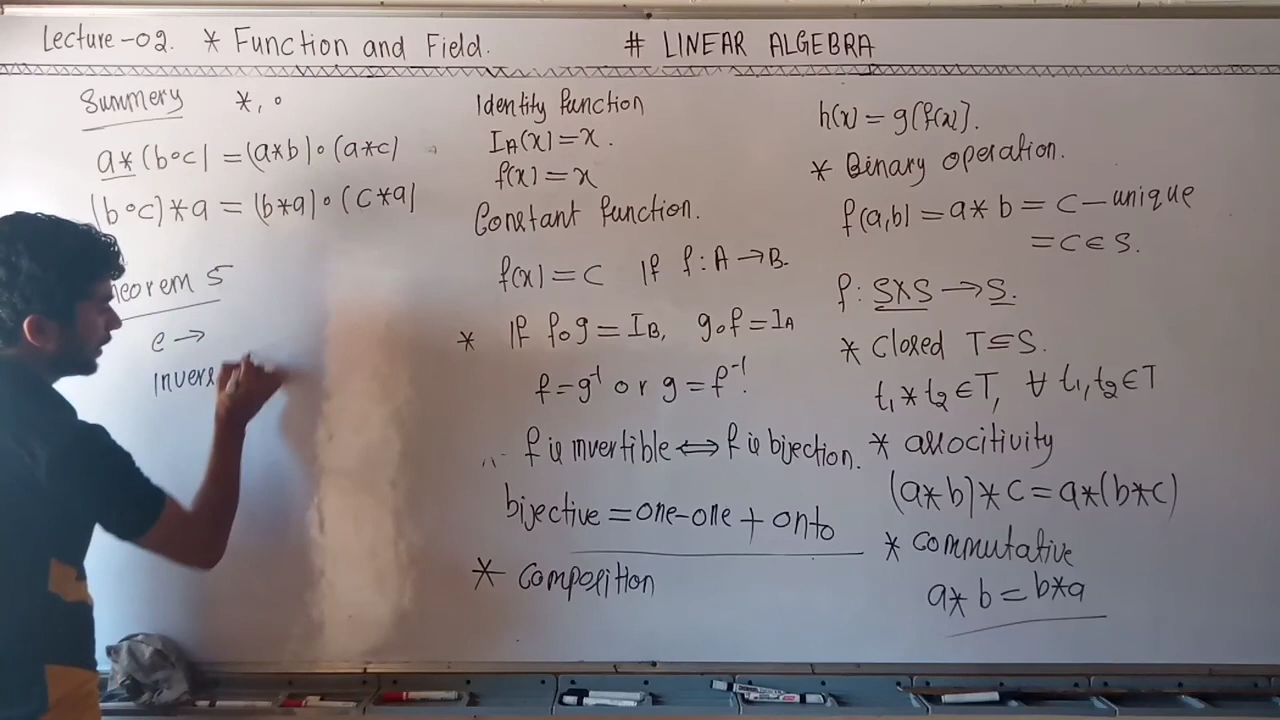 Lecture-02. * Function and Field. # LINEAR ALGEBRA
Summery *, ∘
a*(b∘c) = (a*b)∘(a*c)
(b∘c)*a = (b*a)∘(c*a)
eorem 5
e →
Invers
Identity function
I_A(x) = x.
f(x) = x
Constant function.
f(x) = C If f: A → B.
* If f∘g = I_B, g∘f = I_A
f = g⁻¹ or g = f⁻¹.
f is invertible ⟺ f is bijection.
bijective = one-one + onto
* Composition
h(x) = g[f(x)].
* Binary operation.
f(a,b) = a * b = c – unique
= c ∈ S.
f: S×S → S.
* Closed T ⊆ S.
t₁ * t₂ ∈ T, ∀ t₁, t₂ ∈ T
* associtivity
(a*b)*c = a*(b*c)
* Commutative
a * b = b*a